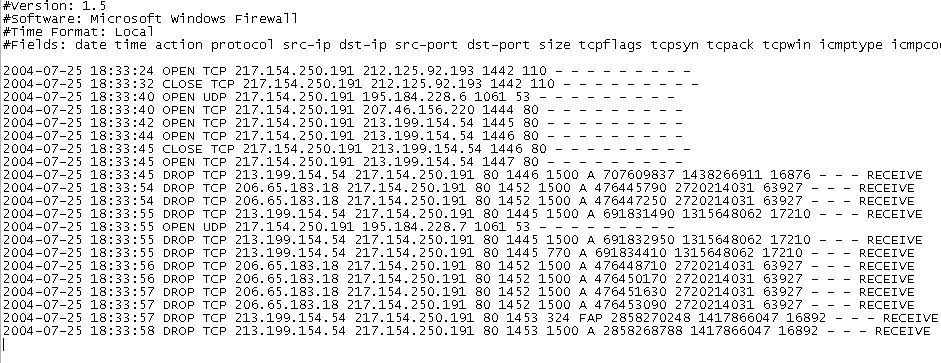 #Version: 1.5
#Software: Microsoft Windows Firewall
#Time Format: Local
#Fields: date time action protocol src-ip dst-ip src-port dst-port size tcpflags tcpsyn tcpack tcpwin icmptype icmpco
2004-07-25 18:33:24 OPEN TCP 217.154.250.191 212.125.92.193 1442 110 - - - - - - - - -
2004-07-25 18:33:32 CLOSE TCP 217.154.250.191 212.125.92.193 1442 110 - - - - - - - - -
2004-07-25 18:33:40 OPEN UDP 217.154.250.191 195.184.228.6 1061 53 - - - - - - - - -
2004-07-25 18:33:40 OPEN TCP 217.154.250.191 207.46.156.220 1444 80 - - - - - - - - -
2004-07-25 18:33:42 OPEN TCP 217.154.250.191 213.199.154.54 1445 80 - - - - - - - - -
2004-07-25 18:33:44 OPEN TCP 217.154.250.191 213.199.154.54 1446 80 - - - - - - - - -
2004-07-25 18:33:45 CLOSE TCP 217.154.250.191 213.199.154.54 1446 80 - - - - - - - - -
2004-07-25 18:33:45 OPEN TCP 217.154.250.191 213.199.154.54 1447 80 - - - - - - - - -
2004-07-25 18:33:45 DROP TCP 213.199.154.54 217.154.250.191 80 1446 1500 A 707609837 1438266911 16876 - - - RECEIVE
2004-07-25 18:33:54 DROP TCP 206.65.183.18 217.154.250.191 80 1452 1500 A 476445790 2720214031 63927 - - - RECEIVE
2004-07-25 18:33:54 DROP TCP 206.65.183.18 217.154.250.191 80 1452 1500 A 476447250 2720214031 63927 - - - RECEIVE
2004-07-25 18:33:55 DROP TCP 213.199.154.54 217.154.250.191 80 1445 1500 A 691831490 1315648062 17210 - - - RECEIVE
2004-07-25 18:33:55 OPEN UDP 217.154.250.191 195.184.228.7 1061 53 - - - - - - - - -
2004-07-25 18:33:55 DROP TCP 213.199.154.54 217.154.250.191 80 1445 1500 A 691832950 1315648062 17210 - - - RECEIVE
2004-07-25 18:33:55 DROP TCP 213.199.154.54 217.154.250.191 80 1445 770 A 691834410 1315648062 17210 - - - RECEIVE
2004-07-25 18:33:56 DROP TCP 206.65.183.18 217.154.250.191 80 1452 1500 A 476448710 2720214031 63927 - - - RECEIVE
2004-07-25 18:33:56 DROP TCP 206.65.183.18 217.154.250.191 80 1452 1500 A 476450170 2720214031 63927 - - - RECEIVE
2004-07-25 18:33:57 DROP TCP 206.65.183.18 217.154.250.191 80 1452 1500 A 476451630 2720214031 63927 - - - RECEIVE
2004-07-25 18:33:57 DROP TCP 206.65.183.18 217.154.250.191 80 1452 1500 A 476453090 2720214031 63927 - - - RECEIVE
2004-07-25 18:33:57 DROP TCP 213.199.154.54 217.154.250.191 80 1453 324 FAP 2858270248 1417866047 16892 - - - RECEIVE
2004-07-25 18:33:58 DROP TCP 213.199.154.54 217.154.250.191 80 1453 1500 A 2858268788 1417866047 16892 - - - RECEIVE